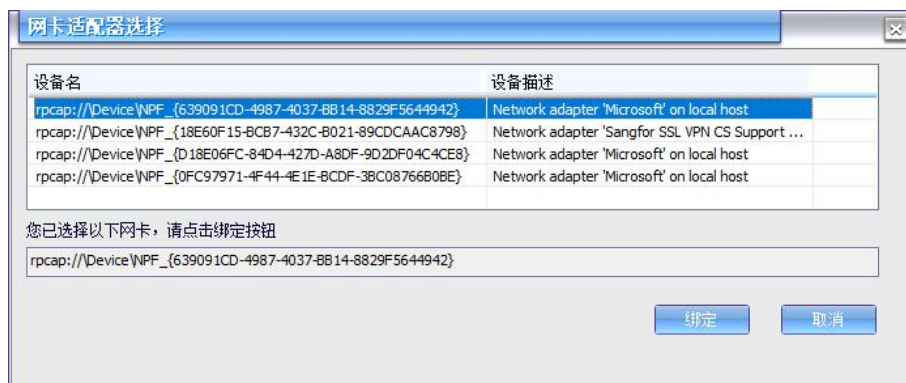 网卡适配器选择
设备名 设备描述
rpcap://\Device\NPF_{639091CD-4987-4037-BB14-8829F5644942} Network adapter 'Microsoft' on local host
rpcap://\Device\NPF_{18E60F15-BCB7-432C-B021-89CDCAAC8798} Network adapter 'Sangfor SSL VPN CS Support ...
rpcap://\Device\NPF_{D18E06FC-84D4-427D-A8DF-9D2DF04C4CE8} Network adapter 'Microsoft' on local host
rpcap://\Device\NPF_{0FC97971-4F44-4E1E-BCDF-3BC08766B0BE} Network adapter 'Microsoft' on local host
您已选择以下网卡，请点击绑定按钮
rpcap://\Device\NPF_{639091CD-4987-4037-BB14-8829F5644942}
绑定 取消